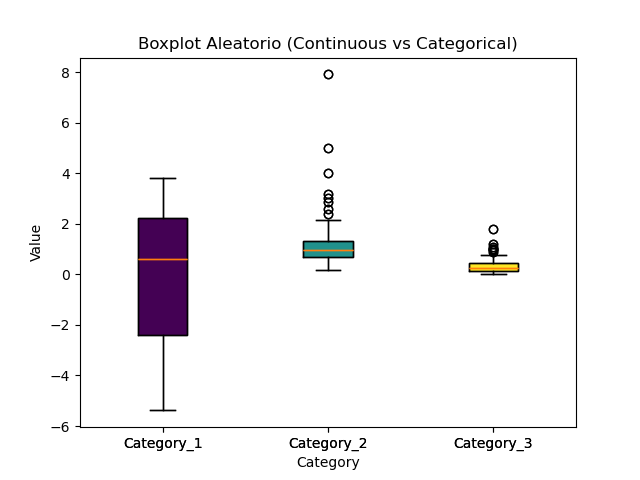 Boxplot Aleatorio (Continuous vs Categorical)
8
6
4
2
0
−2
−4
−6
Value
Category_1 Category_2 Category_3
Category